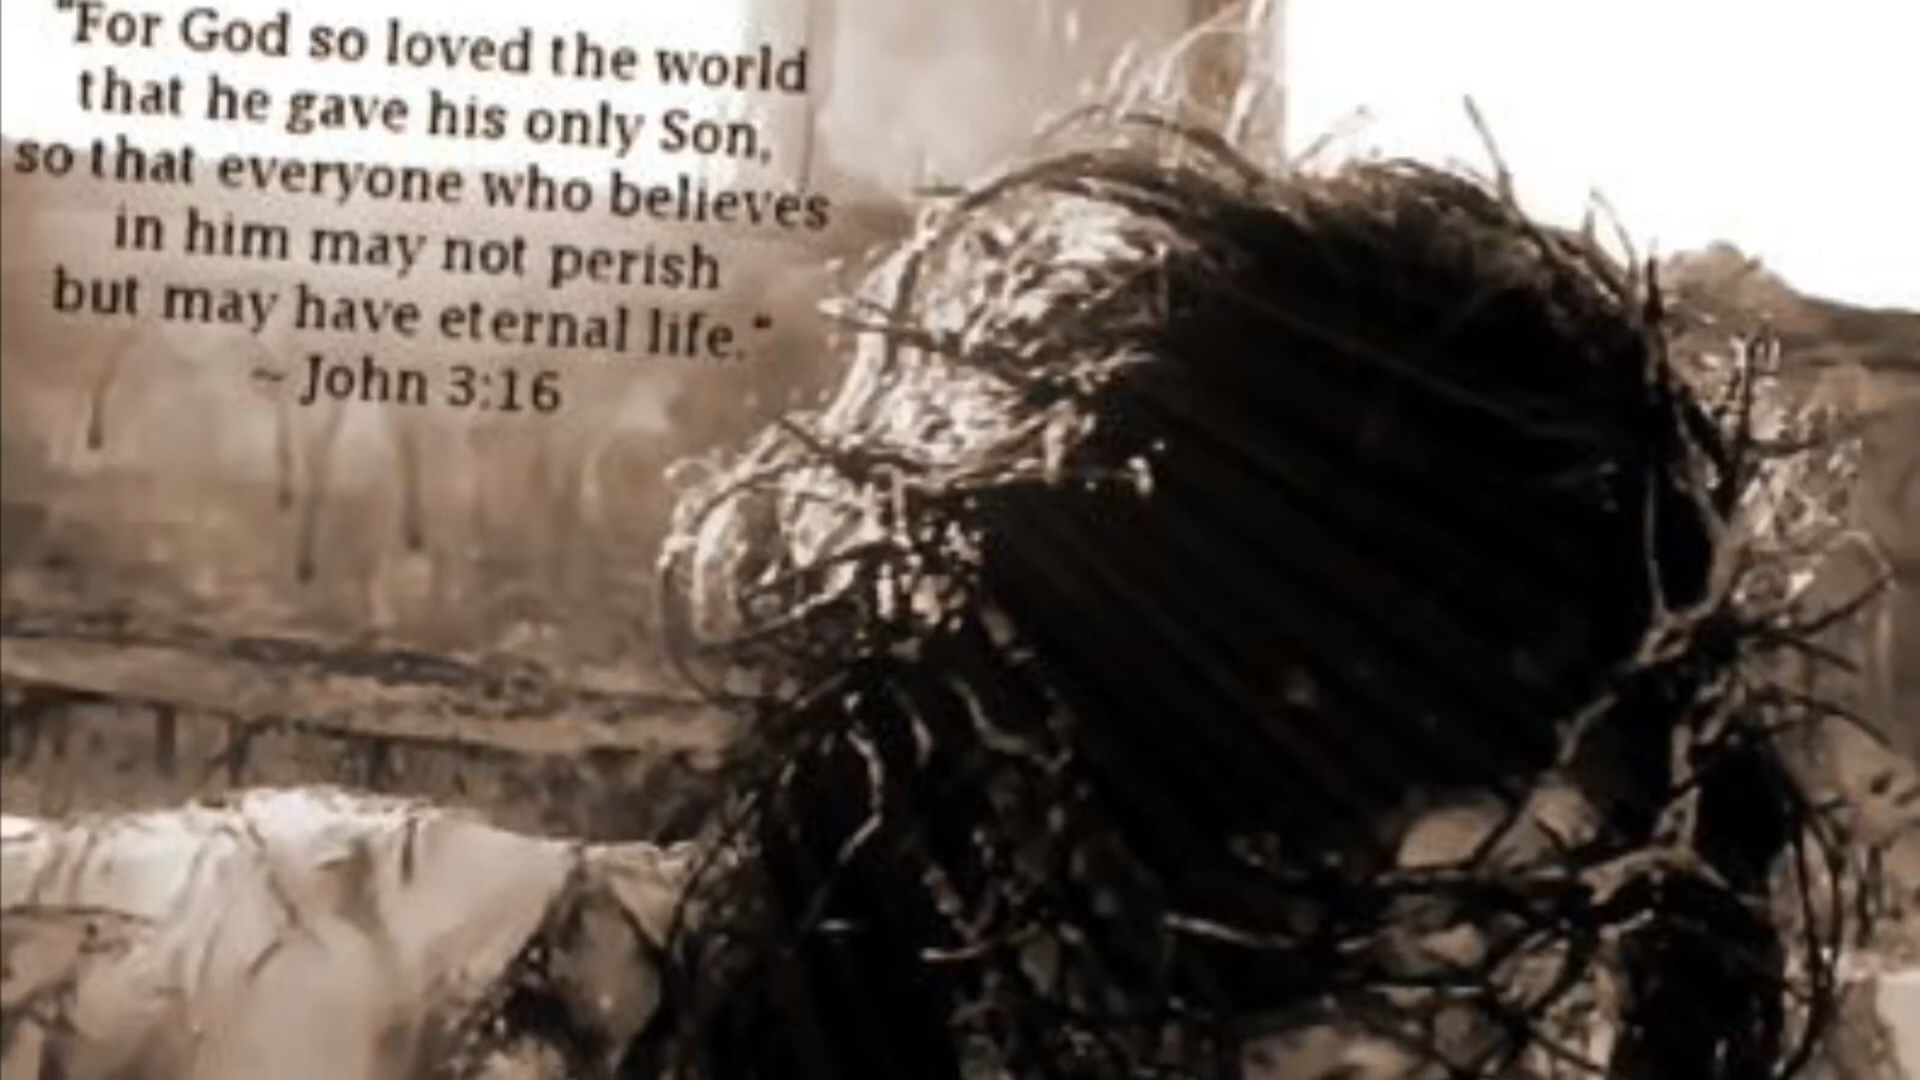 "For God so loved the world
that he gave his only Son,
so that everyone who believes
in him may not perish
but may have eternal life."
~ John 3:16